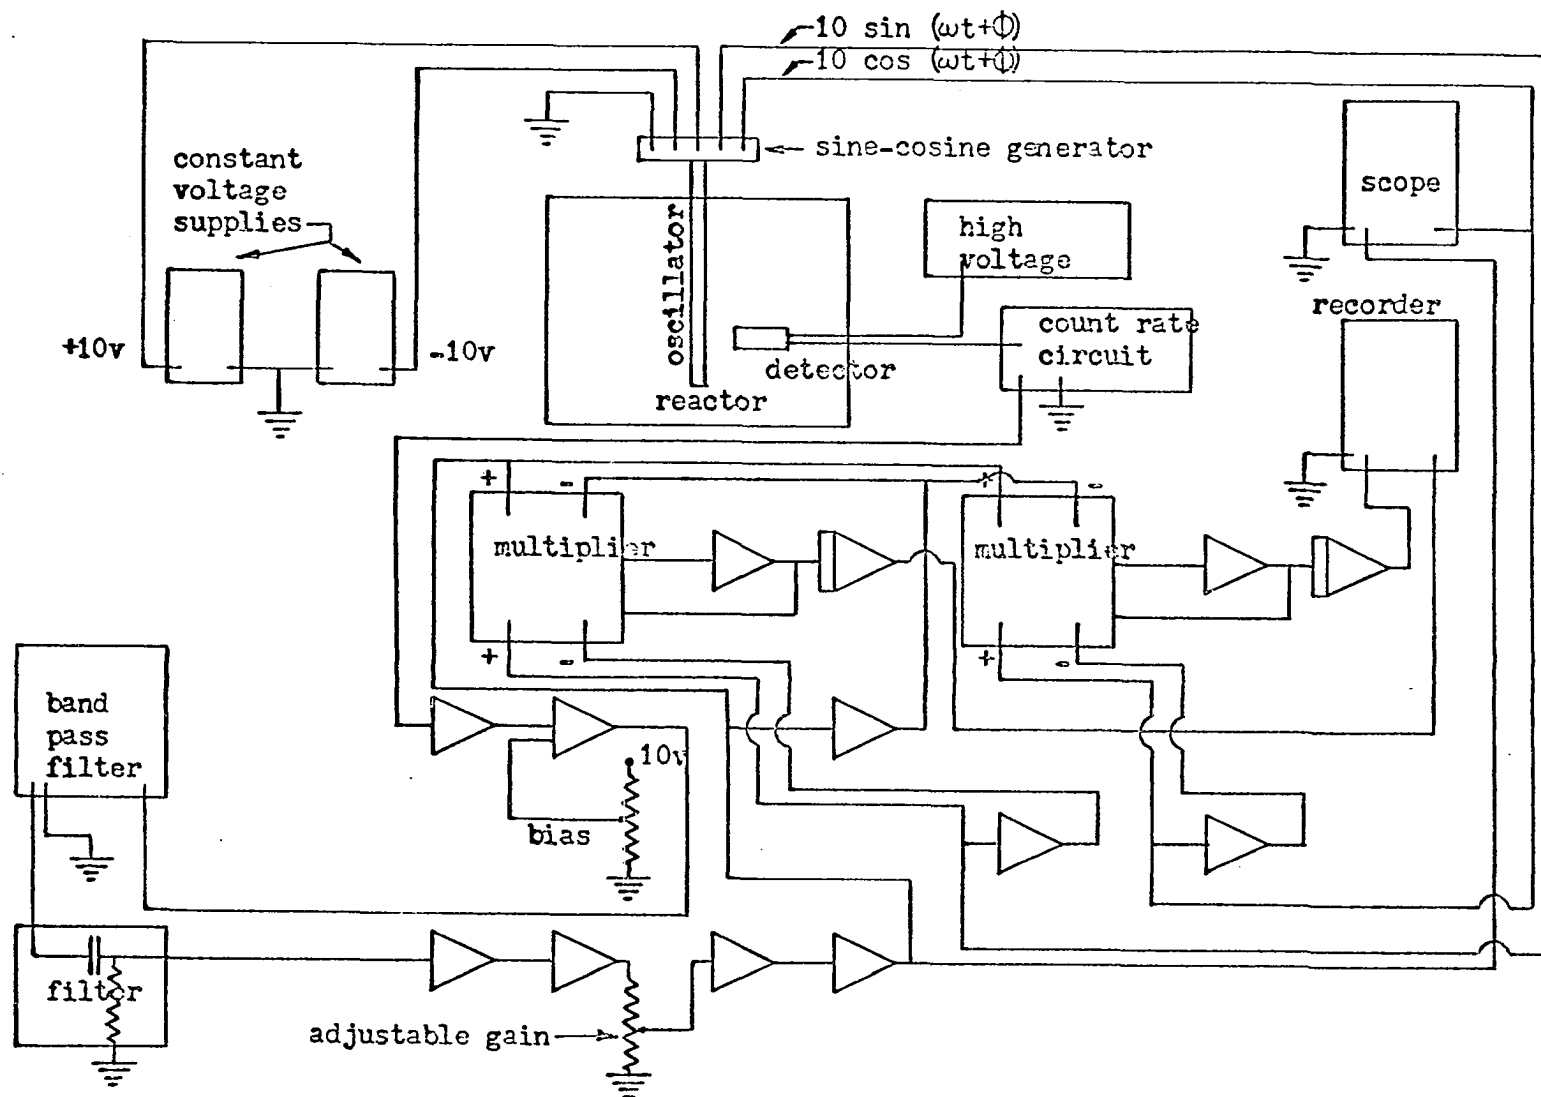 10 sin (ωt+Φ)
10 cos (ωt+Φ)
constant
voltage
supplies
sine-cosine generator
scope
high
voltage
oscillator
recorder
+10v
-10v
count rate
circuit
detector
reactor
+
-
+
-
multiplier
multiplier
+
-
+
-
band
pass
filter
10v
bias
filter
adjustable gain